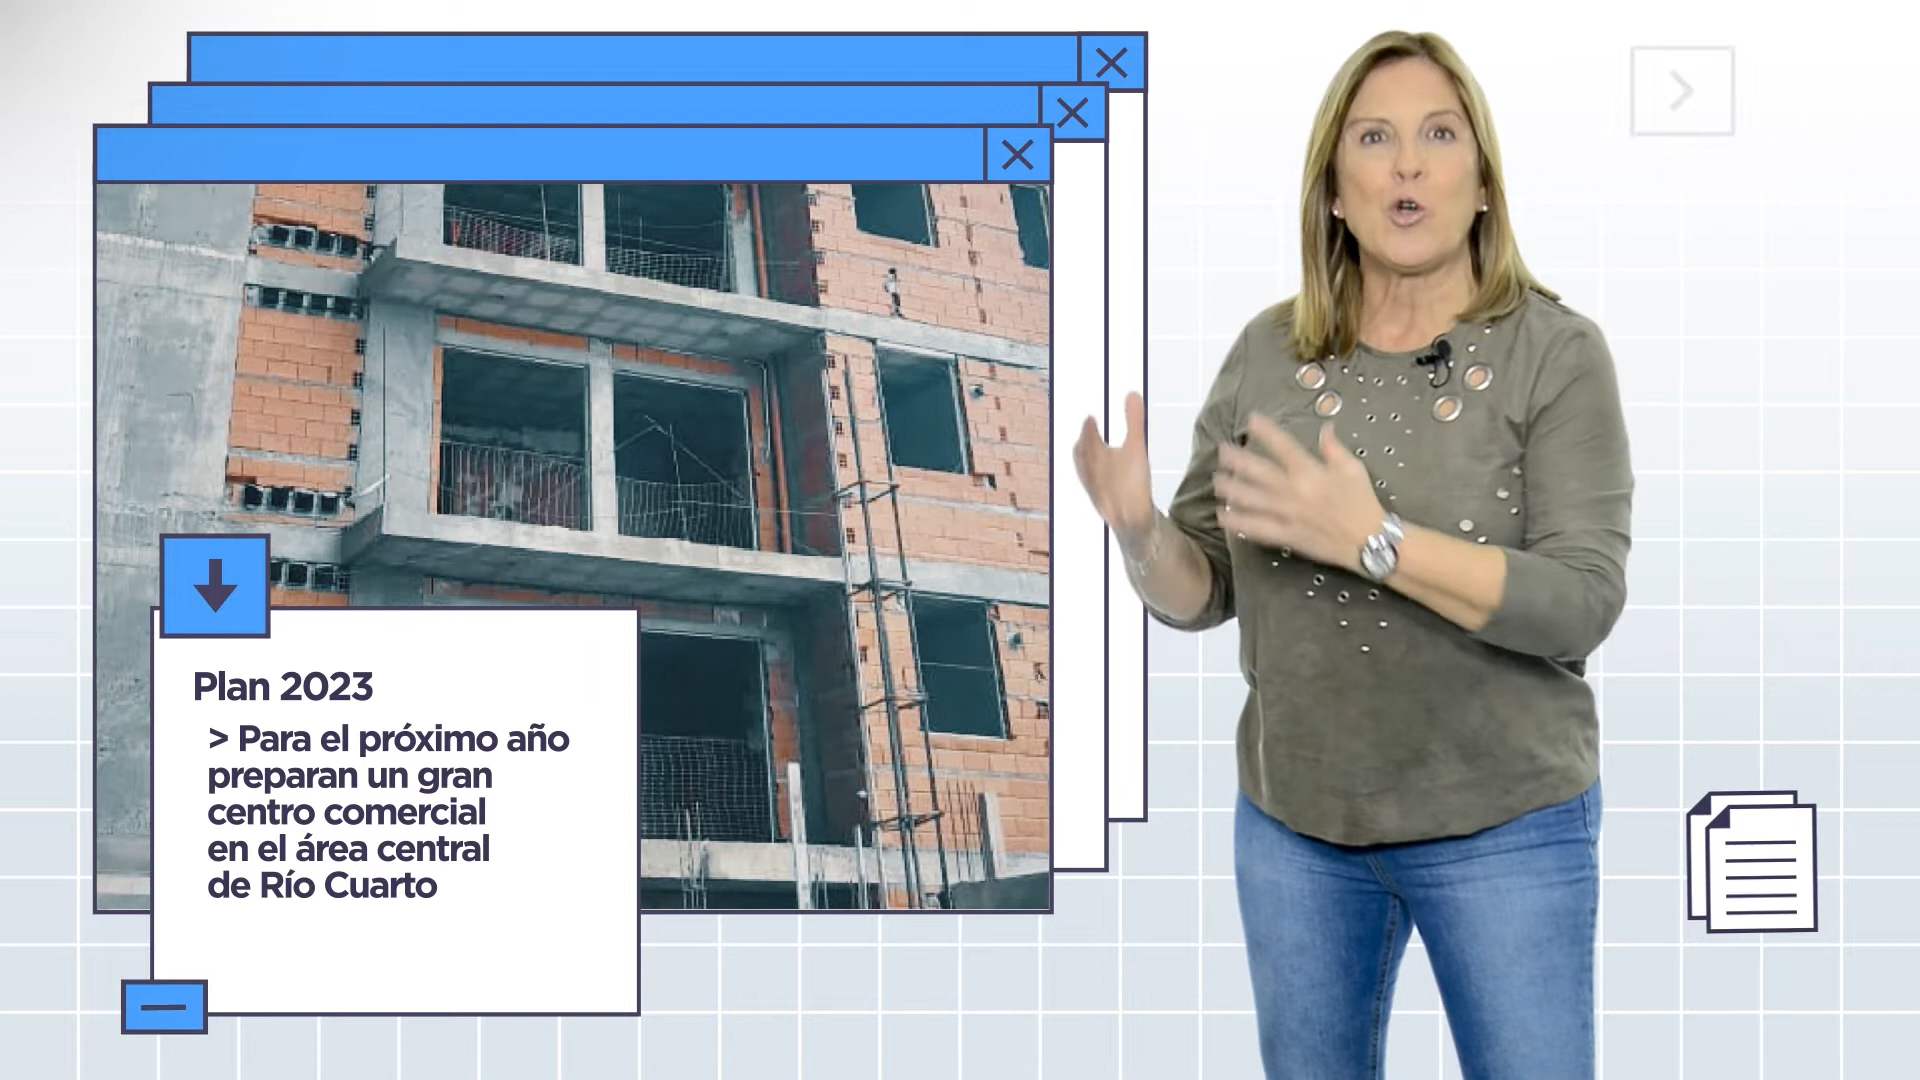 Plan 2023
> Para el próximo año
preparan un gran
centro comercial
en el área central
de Río Cuarto